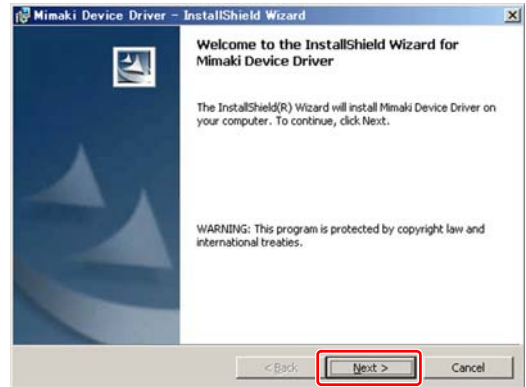 Mimaki Device Driver - InstallShield Wizard
Welcome to the InstallShield Wizard for
Mimaki Device Driver
The InstallShield(R) Wizard will install Mimaki Device Driver on
your computer. To continue, click Next.
WARNING: This program is protected by copyright law and
international treaties.
< Back
Next >
Cancel